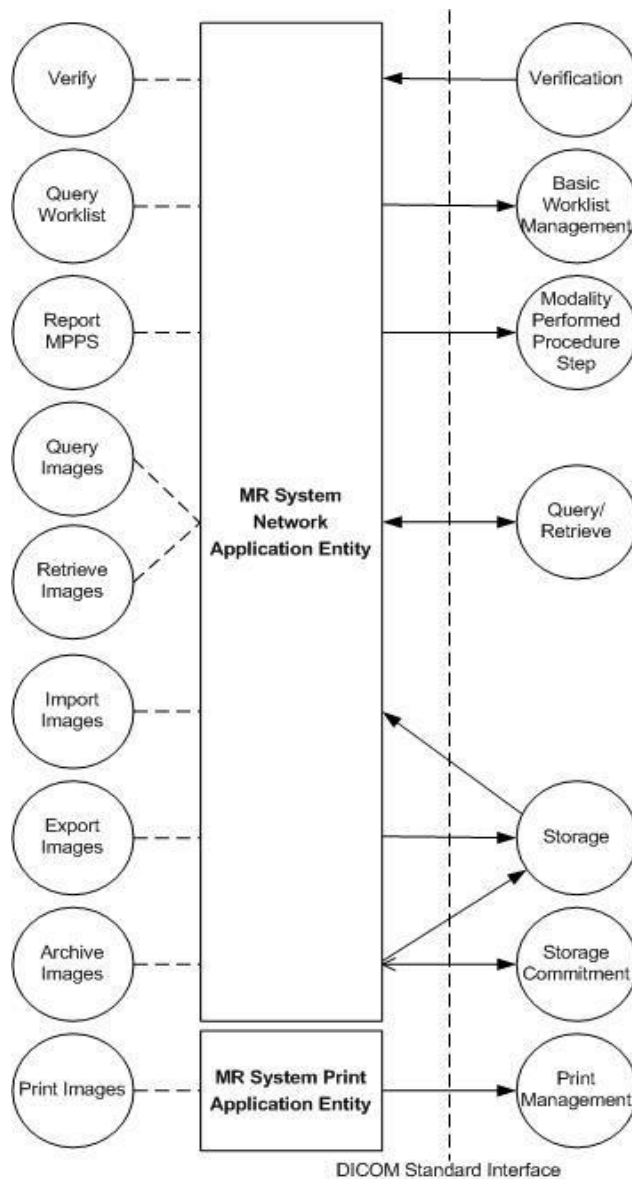 Verify
Verification
Query
Worklist
Basic
Worklist
Management
Report
MPPS
Modality
Performed
Procedure
Step
Query
Images
MR System
Network
Application Entity
Query/
Retrieve
Retrieve
Images
Import
Images
Export
Images
Storage
Archive
Images
Storage
Commitment
Print Images
MR System Print
Application Entity
Print
Management
DICOM Standard Interface